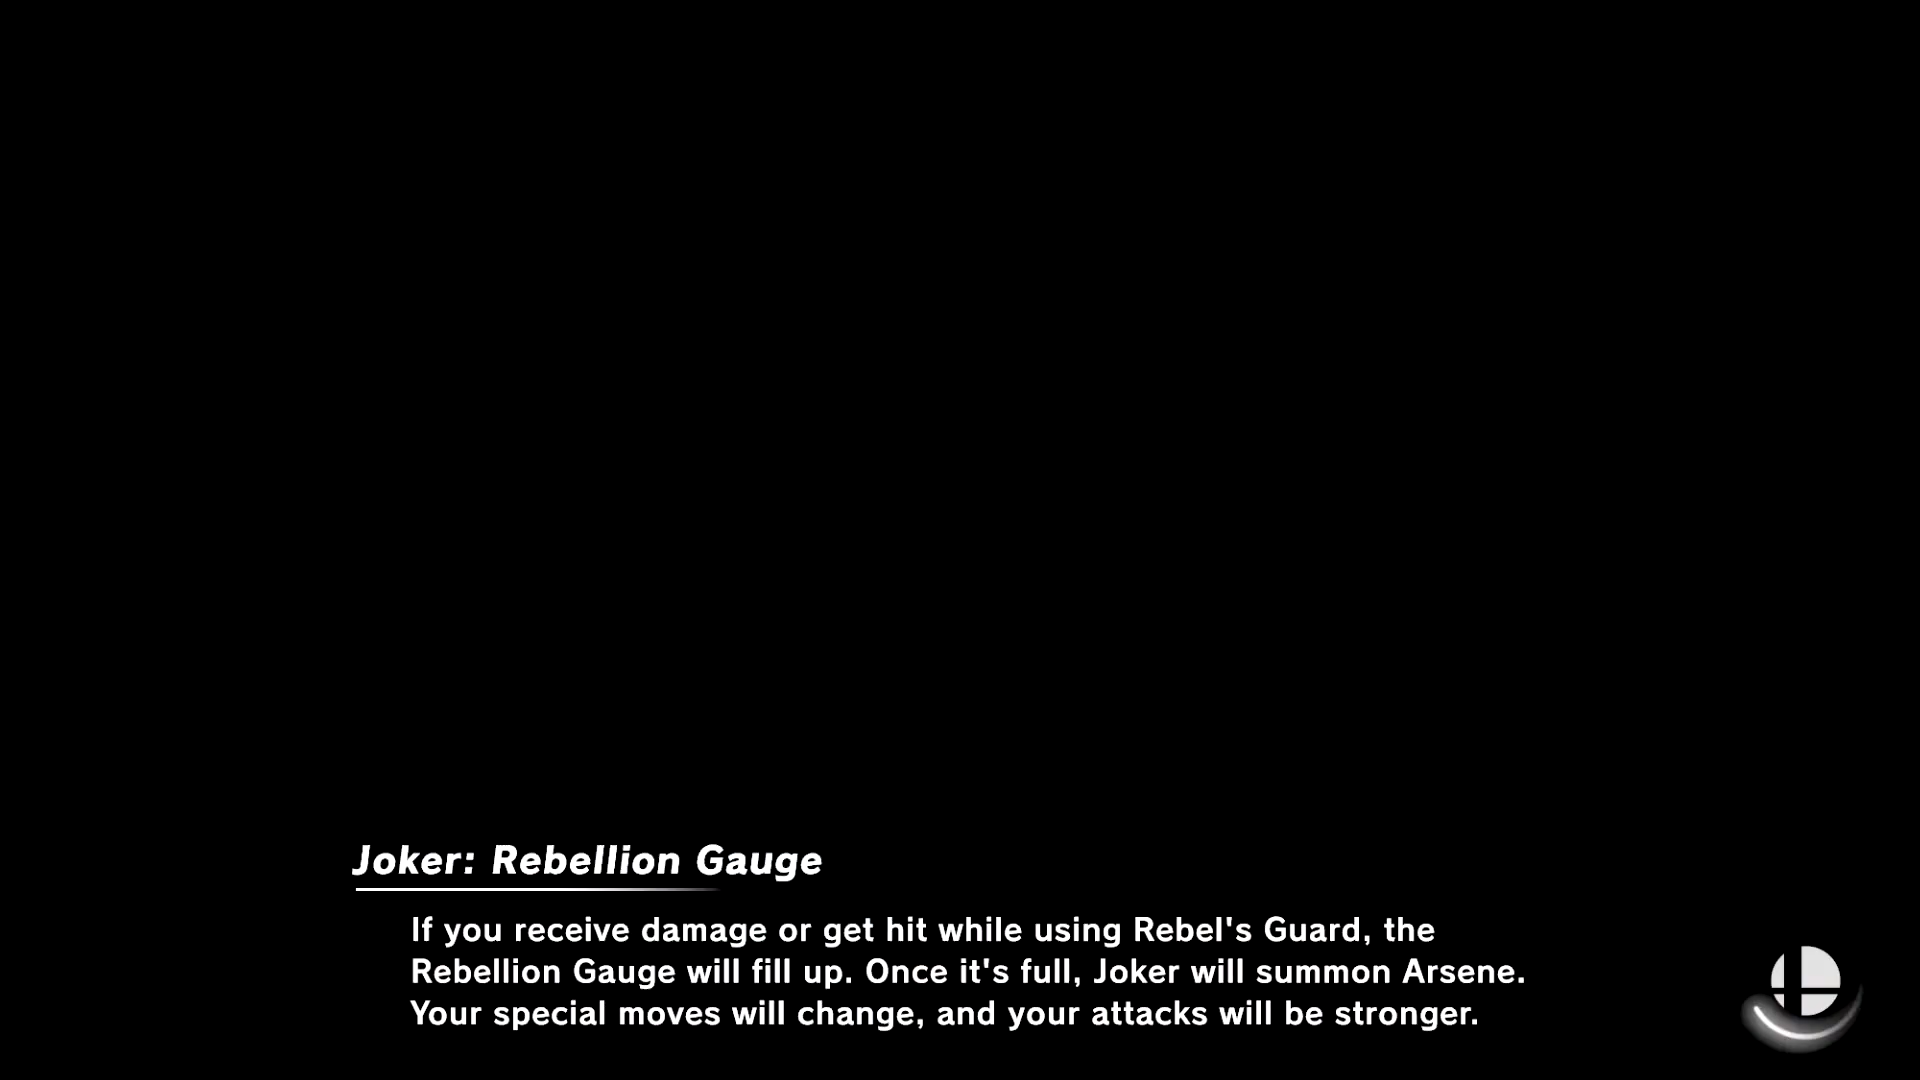 Joker: Rebellion Gauge
If you receive damage or get hit while using Rebel's Guard, the
Rebellion Gauge will fill up. Once it's full, Joker will summon Arsene.
Your special moves will change, and your attacks will be stronger.